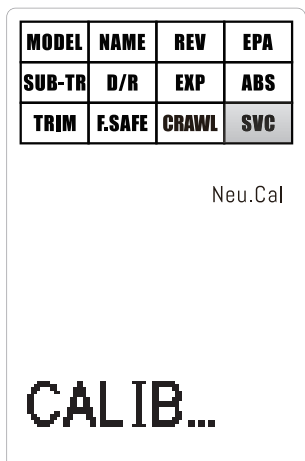 MODEL NAME REV EPA
SUB-TR D/R EXP ABS
TRIM F.SAFE CRAWL SVC
Neu.Cal
CALIB...